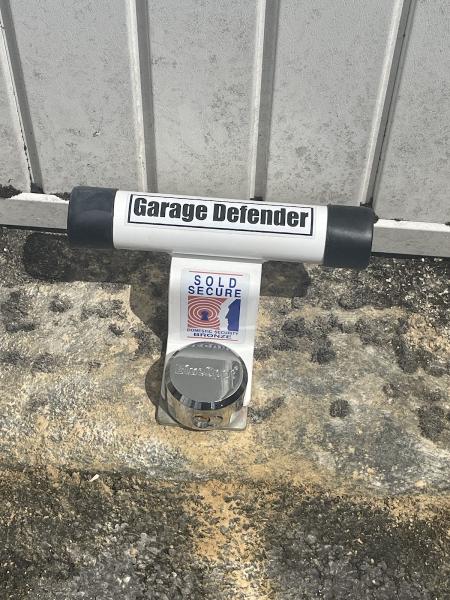 Garage Defender
SOLD
SECURE
DOMESTIC SECURITY
BRONZE